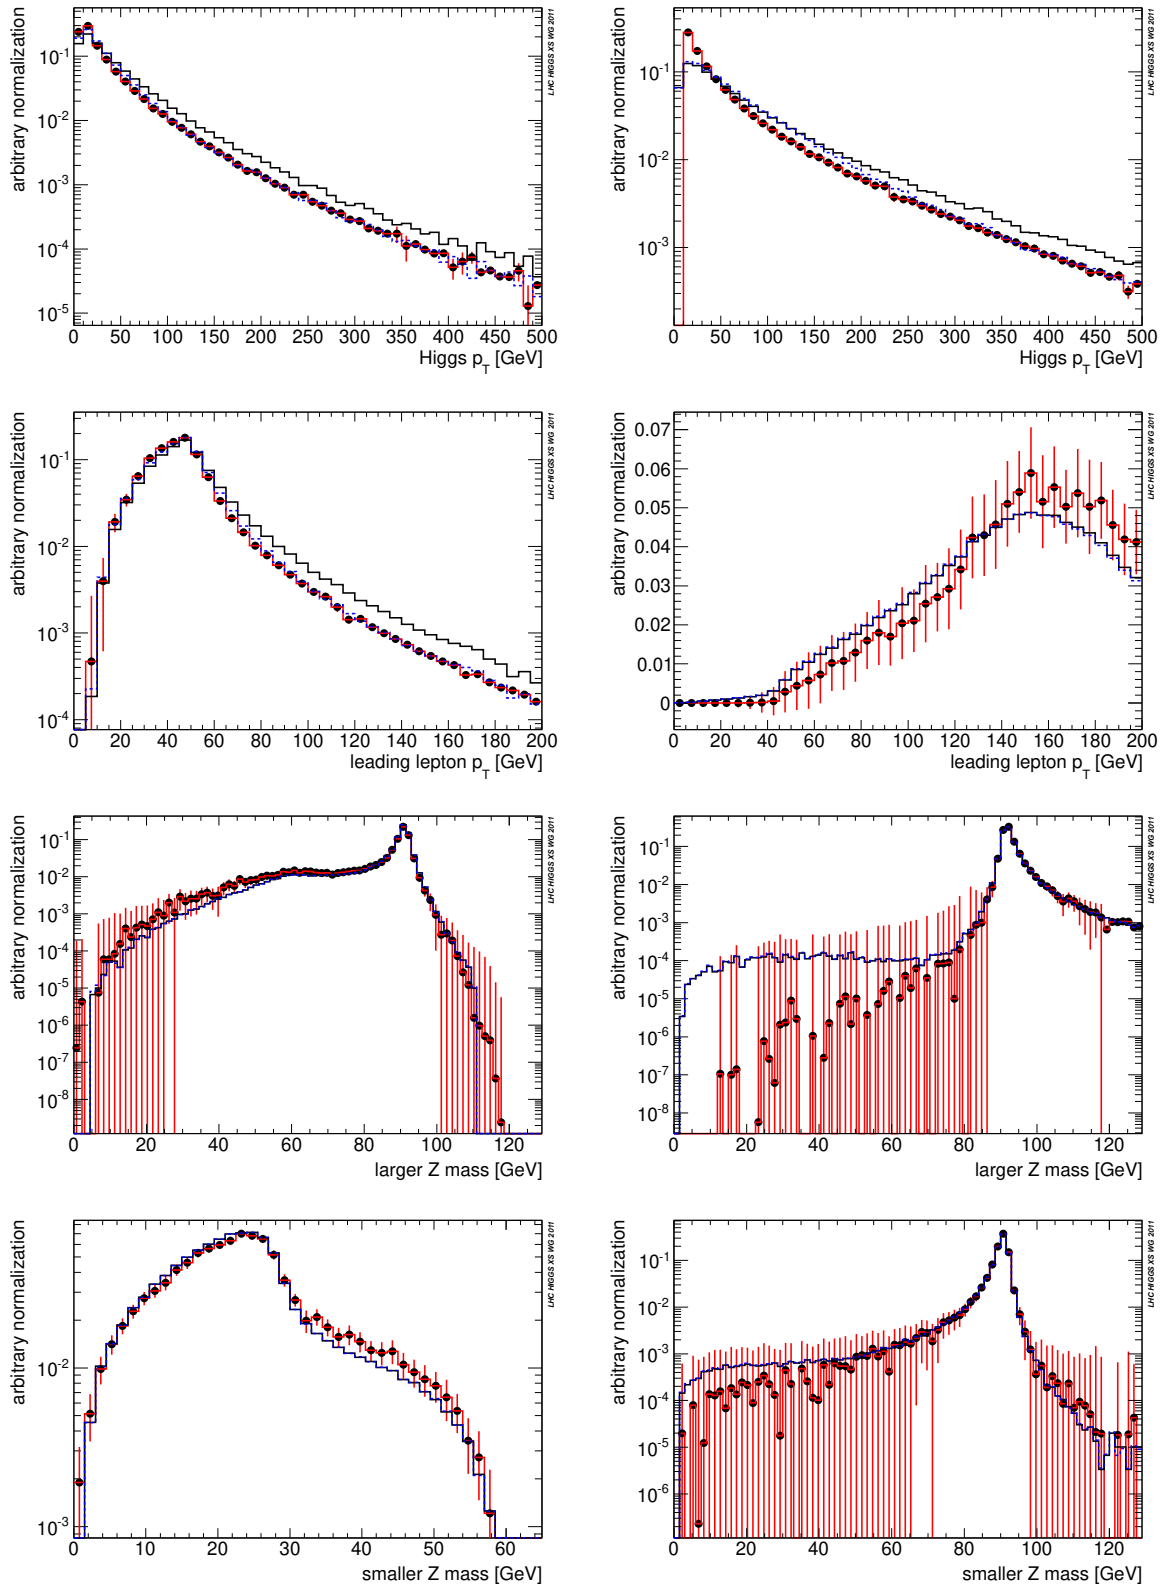 arbitrary normalization
10⁻¹
10⁻²
10⁻³
10⁻⁴
10⁻⁵
0 50 100 150 200 250 300 350 400 450 500
Higgs p_T [GeV]
LHC HIGGS XS WG 2011
arbitrary normalization
10⁻¹
10⁻²
10⁻³
0 50 100 150 200 250 300 350 400 450 500
Higgs p_T [GeV]
LHC HIGGS XS WG 2011
arbitrary normalization
10⁻¹
10⁻²
10⁻³
10⁻⁴
0 20 40 60 80 100 120 140 160 180 200
leading lepton p_T [GeV]
LHC HIGGS XS WG 2011
arbitrary normalization
0.07
0.06
0.05
0.04
0.03
0.02
0.01
0
0 20 40 60 80 100 120 140 160 180 200
leading lepton p_T [GeV]
LHC HIGGS XS WG 2011
arbitrary normalization
10⁻¹
10⁻²
10⁻³
10⁻⁴
10⁻⁵
10⁻⁶
10⁻⁷
10⁻⁸
0 20 40 60 80 100 120
larger Z mass [GeV]
LHC HIGGS XS WG 2011
arbitrary normalization
10⁻¹
10⁻²
10⁻³
10⁻⁴
10⁻⁵
10⁻⁶
10⁻⁷
10⁻⁸
0 20 40 60 80 100 120
larger Z mass [GeV]
LHC HIGGS XS WG 2011
arbitrary normalization
10⁻²
10⁻³
0 10 20 30 40 50 60
smaller Z mass [GeV]
LHC HIGGS XS WG 2011
arbitrary normalization
10⁻¹
10⁻²
10⁻³
10⁻⁴
10⁻⁵
10⁻⁶
0 20 40 60 80 100 120
smaller Z mass [GeV]
LHC HIGGS XS WG 2011